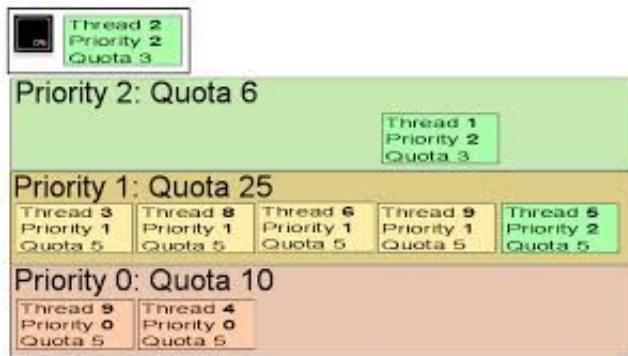 Thread 2
Priority 2
Quota 3
Priority 2: Quota 6
Thread 1
Priority 2
Quota 3
Priority 1: Quota 25
Thread 3
Priority 1
Quota 5
Thread 8
Priority 1
Quota 5
Thread 6
Priority 1
Quota 5
Thread 9
Priority 1
Quota 5
Thread 5
Priority 2
Quota 5
Priority 0: Quota 10
Thread 9
Priority 0
Quota 5
Thread 4
Priority 0
Quota 5